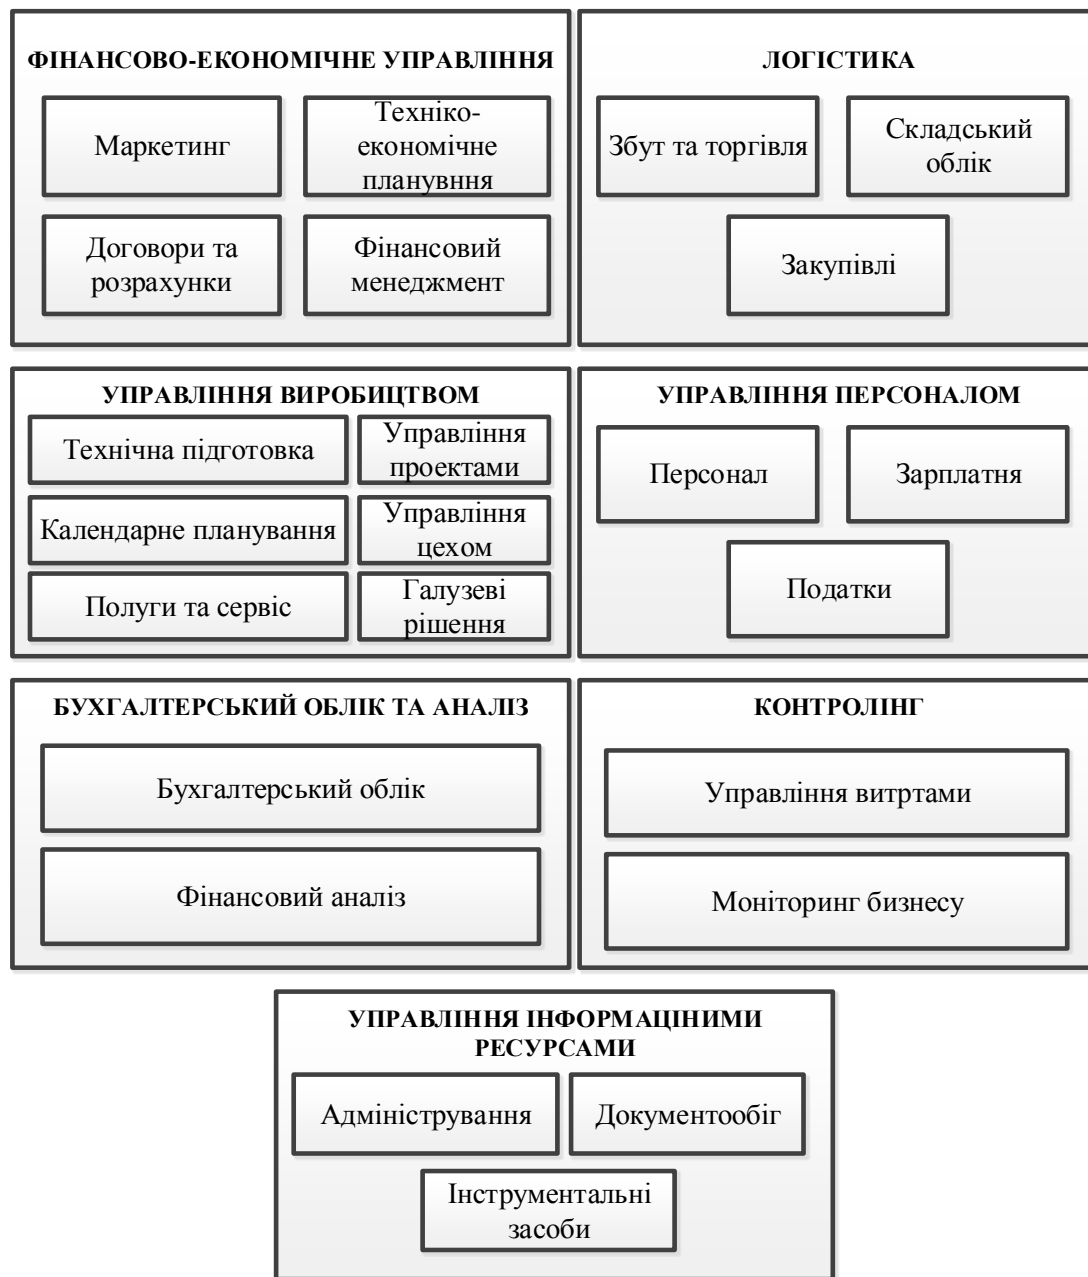 ФІНАНСОВО-ЕКОНОМІЧНЕ УПРАВЛІННЯ
Маркетинг
Техніко-
економічне
планувння
Договори та
розрахунки
Фінансовий
менеджмент
ЛОГІСТИКА
Збут та торгівля
Складський
облік
Закупівлі
УПРАВЛІННЯ ВИРОБИЦТВОМ
Технічна підготовка
Управління
проектами
Календарне планування
Управління
цехом
Полуги та сервіс
Галузеві
рішення
УПРАВЛІННЯ ПЕРСОНАЛОМ
Персонал
Зарплатня
Податки
БУХГАЛТЕРСЬКИЙ ОБЛІК ТА АНАЛІЗ
Бухгалтерський облік
Фінансовий аналіз
КОНТРОЛІНГ
Управління витртами
Моніторинг бизнесу
УПРАВЛІННЯ ІНФОРМАЦІНИМИ
РЕСУРСАМИ
Адміністрування
Документообіг
Інструментальні
засоби